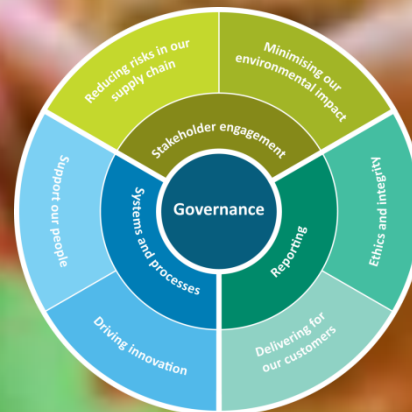 Reducing risks in our
supply chain
Minimising our
environmental impact
Stakeholder engagement
Support our people
Systems and processes
Governance
Reporting
Ethics and integrity
Driving innovation
Delivering for
our customers